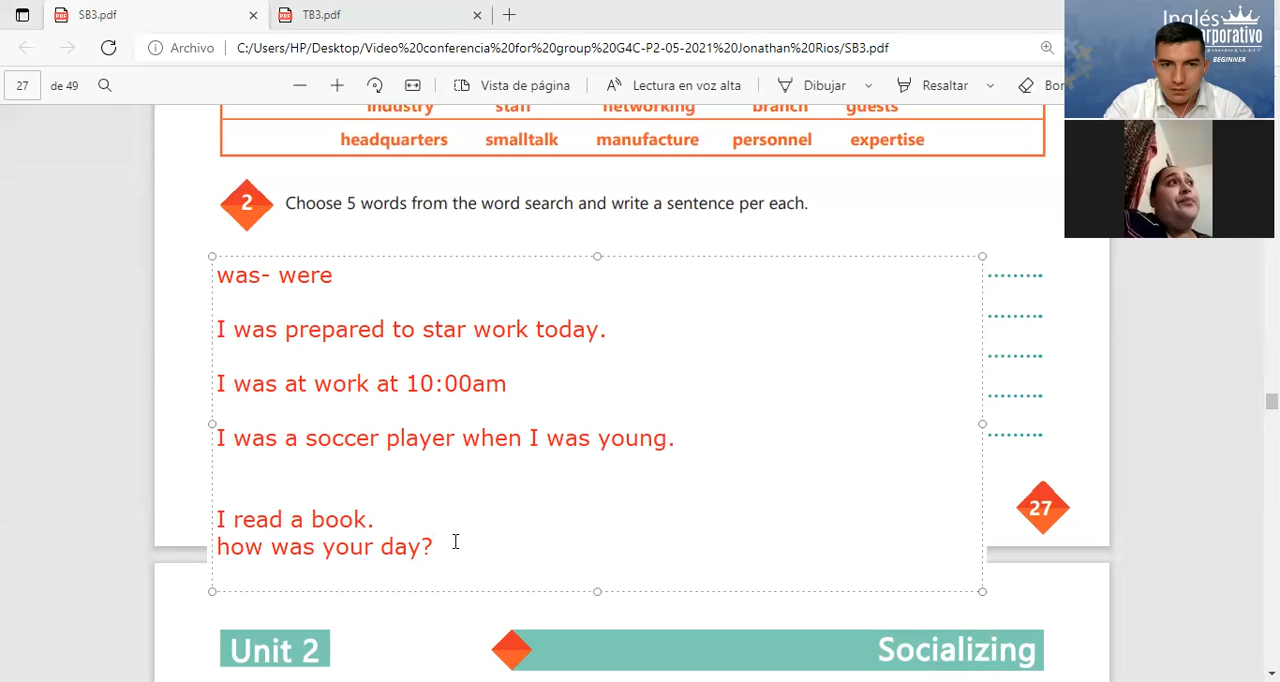 SB3.pdf
TB3.pdf
Archivo
C:/Users/HP/Desktop/Video%20conferencia%20for%20group%20G4C-P2-05-2021%20Jonathan%20Rios/SB3.pdf
27 de 49
Vista de página
Lectura en voz alta
Dibujar
Resaltar
Bor
Inglés
orporativo
BEGINNER
industry staff networking branch guests
headquarters smalltalk manufacture personnel expertise
2 Choose 5 words from the word search and write a sentence per each.
was- were
I was prepared to star work today.
I was at work at 10:00am
I was a soccer player when I was young.
I read a book.
how was your day?
27
Unit 2
Socializing